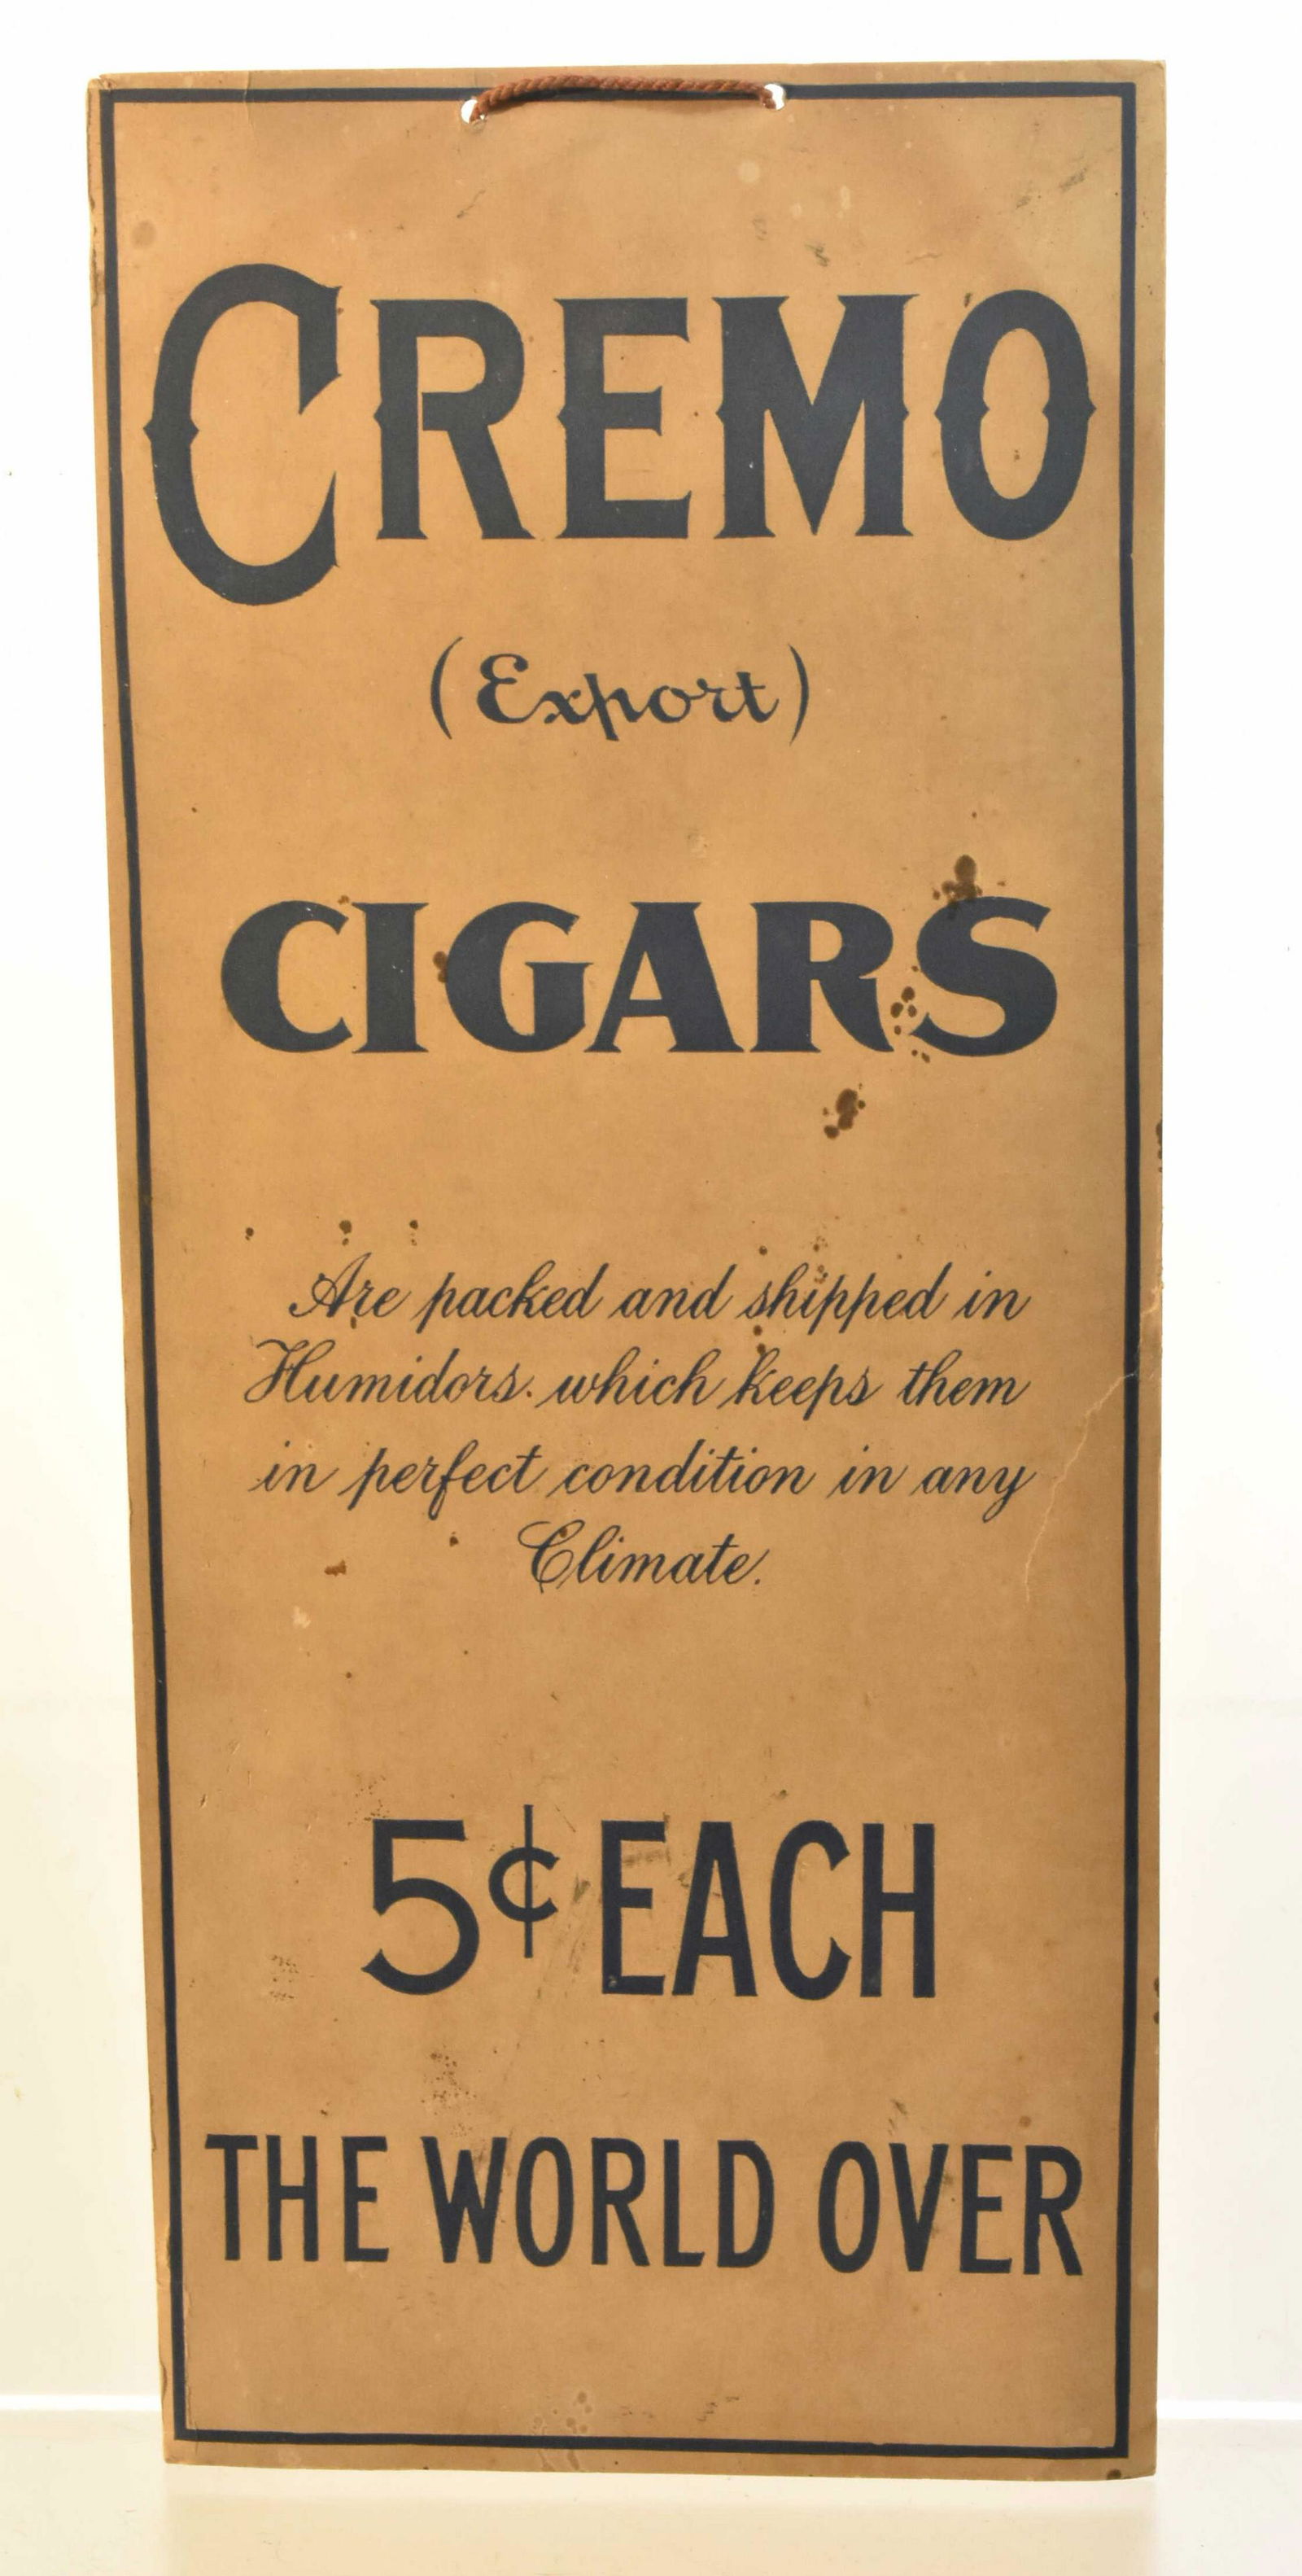 CREMO
(Export)
CIGARS
Are packed and shipped in
Humidors. which keeps them
in perfect condition in any
Climate.
5¢ EACH
THE WORLD OVER